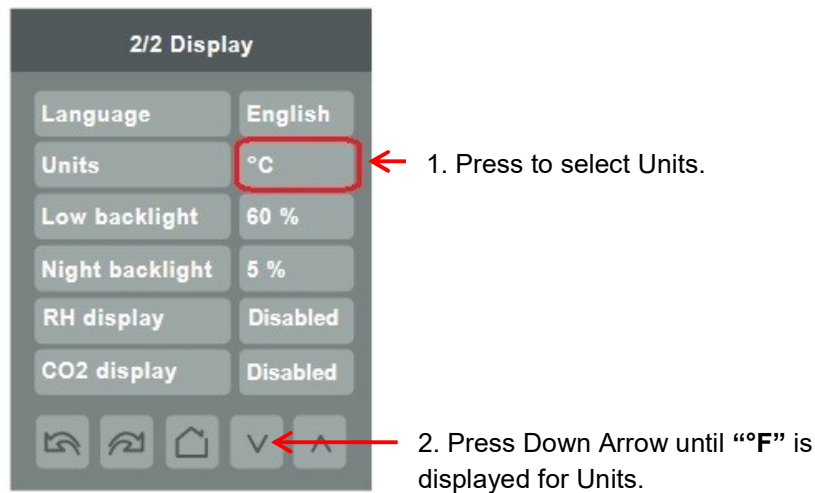 2/2 Display
Language English
Units °C
1. Press to select Units.
Low backlight 60 %
Night backlight 5 %
RH display Disabled
CO2 display Disabled
2. Press Down Arrow until “°F” is
displayed for Units.